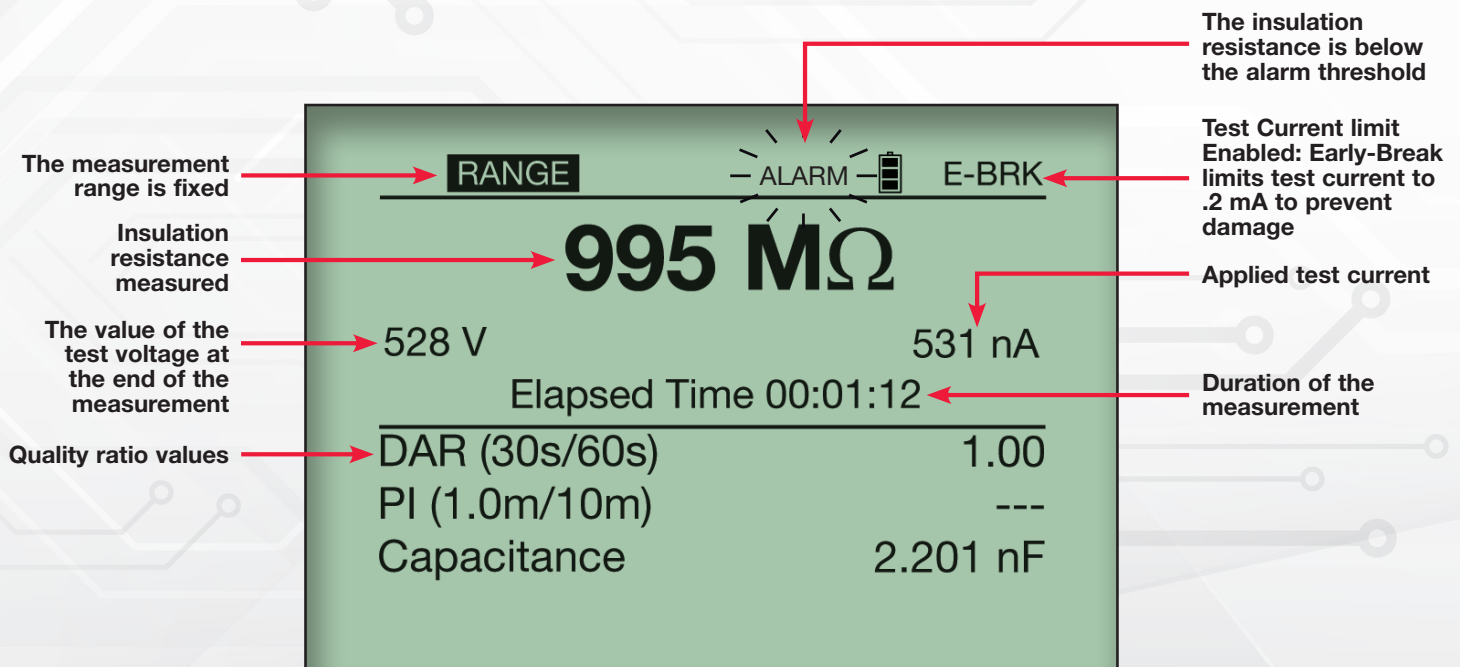 The insulation
resistance is below
the alarm threshold
Test Current limit
Enabled: Early-Break
limits test current to
.2 mA to prevent
damage
The measurement
range is fixed
RANGE
ALARM
E-BRK
Insulation
resistance
measured
995 MΩ
Applied test current
The value of the
test voltage at
the end of the
measurement
528 V
531 nA
Elapsed Time 00:01:12
Duration of the
measurement
Quality ratio values
DAR (30s/60s) 1.00
PI (1.0m/10m) ---
Capacitance 2.201 nF